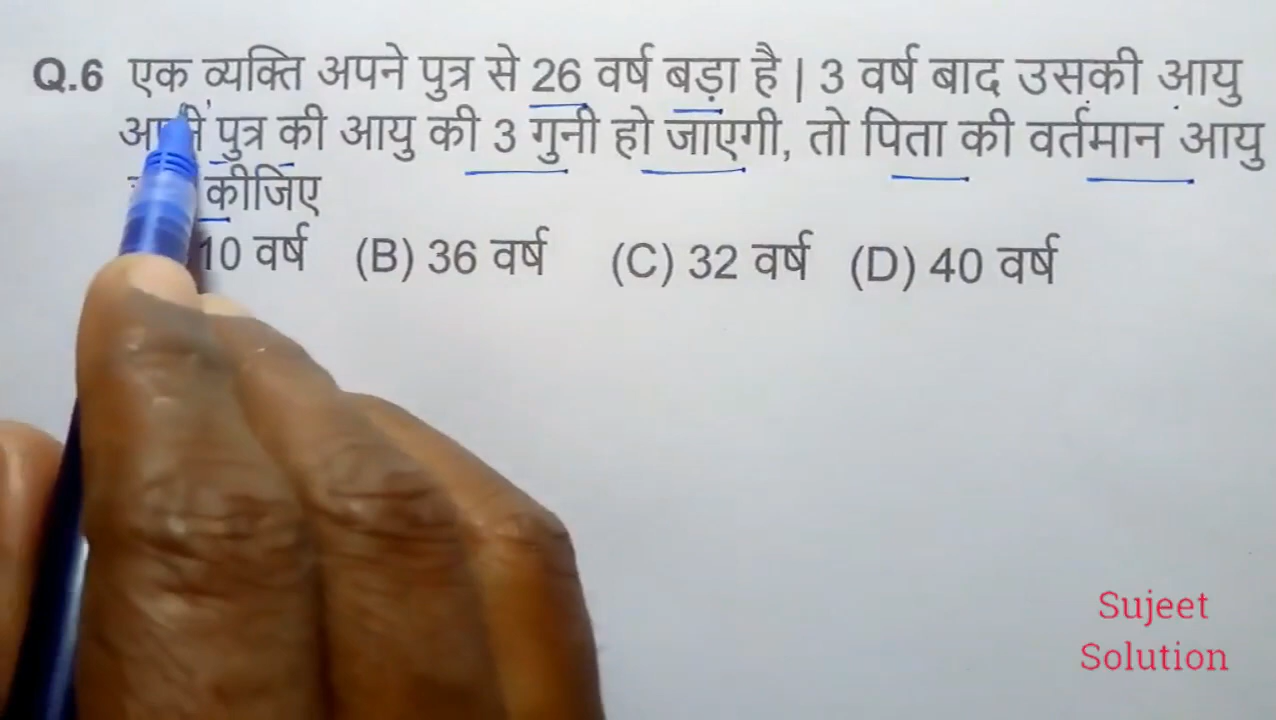 Q.6 एक व्यक्ति अपने पुत्र से 26 वर्ष बड़ा है | 3 वर्ष बाद उसकी आयु
पुत्र की आयु की 3 गुनी हो जाएगी, तो पिता की वर्तमान आयु
कीजिए
10 वर्ष (B) 36 वर्ष (C) 32 वर्ष (D) 40 वर्ष
Sujeet
Solution